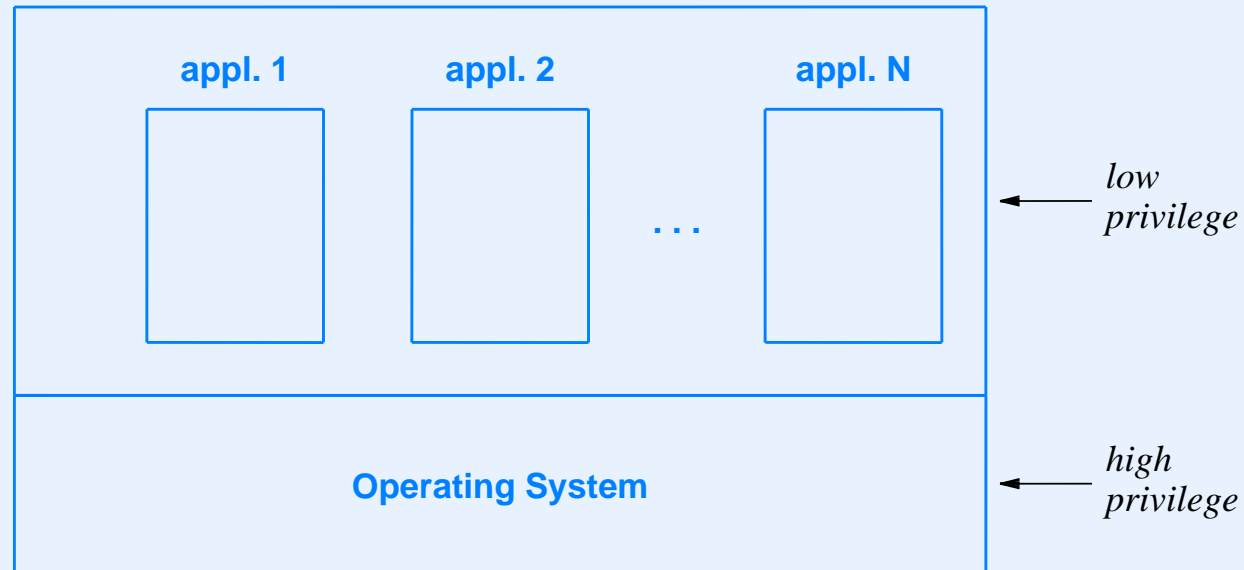 appl. 1
appl. 2
appl. N
. . .
low
privilege
Operating System
high
privilege